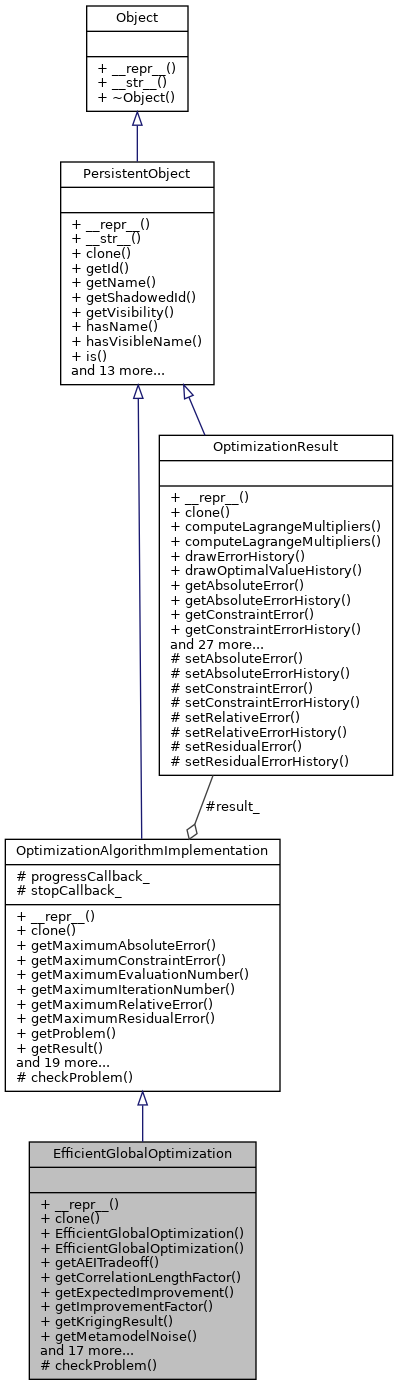 Object
+ __repr__()
+ __str__()
+ ~Object()
PersistentObject
+ __repr__()
+ __str__()
+ clone()
+ getId()
+ getName()
+ getShadowedId()
+ getVisibility()
+ hasName()
+ hasVisibleName()
+ is()
and 13 more...
OptimizationResult
+ __repr__()
+ clone()
+ computeLagrangeMultipliers()
+ computeLagrangeMultipliers()
+ drawErrorHistory()
+ drawOptimalValueHistory()
+ getAbsoluteError()
+ getAbsoluteErrorHistory()
+ getConstraintError()
+ getConstraintErrorHistory()
and 27 more...
# setAbsoluteError()
# setAbsoluteErrorHistory()
# setConstraintError()
# setConstraintErrorHistory()
# setRelativeError()
# setRelativeErrorHistory()
# setResidualError()
# setResidualErrorHistory()
#result_
OptimizationAlgorithmImplementation
# progressCallback_
# stopCallback_
+ __repr__()
+ clone()
+ getMaximumAbsoluteError()
+ getMaximumConstraintError()
+ getMaximumEvaluationNumber()
+ getMaximumIterationNumber()
+ getMaximumRelativeError()
+ getMaximumResidualError()
+ getProblem()
+ getResult()
and 19 more...
# checkProblem()
EfficientGlobalOptimization
+ __repr__()
+ clone()
+ EfficientGlobalOptimization()
+ EfficientGlobalOptimization()
+ getAEITradeoff()
+ getCorrelationLengthFactor()
+ getExpectedImprovement()
+ getImprovementFactor()
+ getKrigingResult()
+ getMetamodelNoise()
and 17 more...
# checkProblem()